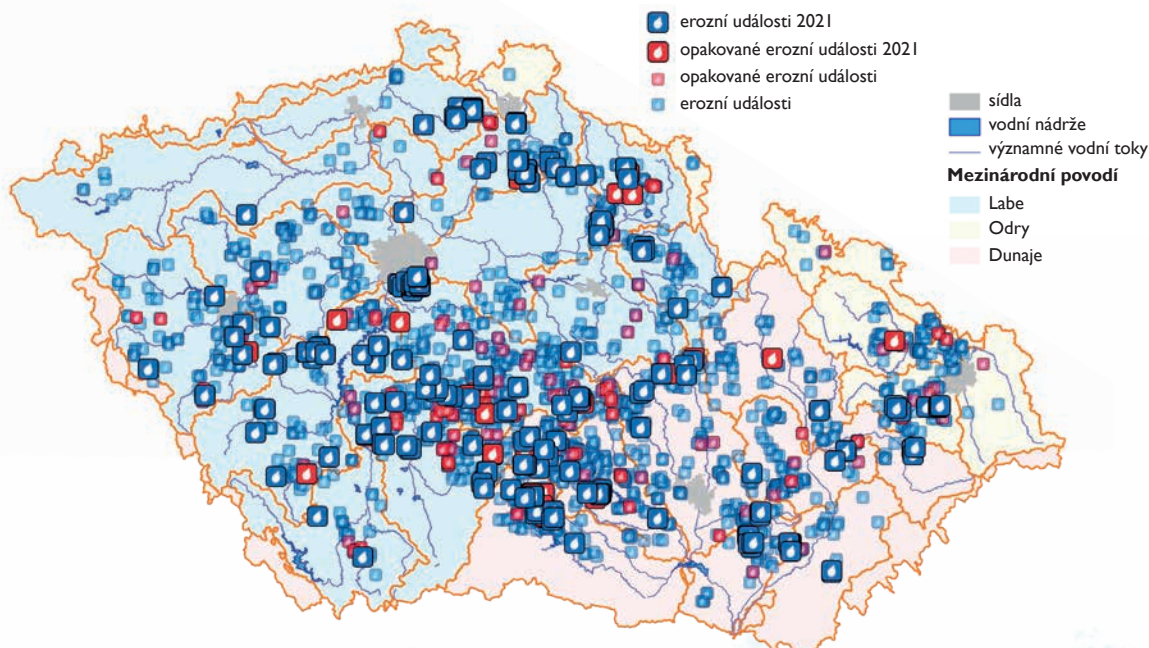 erozní události 2021
opakované erozní události 2021
opakované erozní události
erozní události
sídla
vodní nádrže
významné vodní toky
Mezinárodní povodí
Labe
Odry
Dunaje